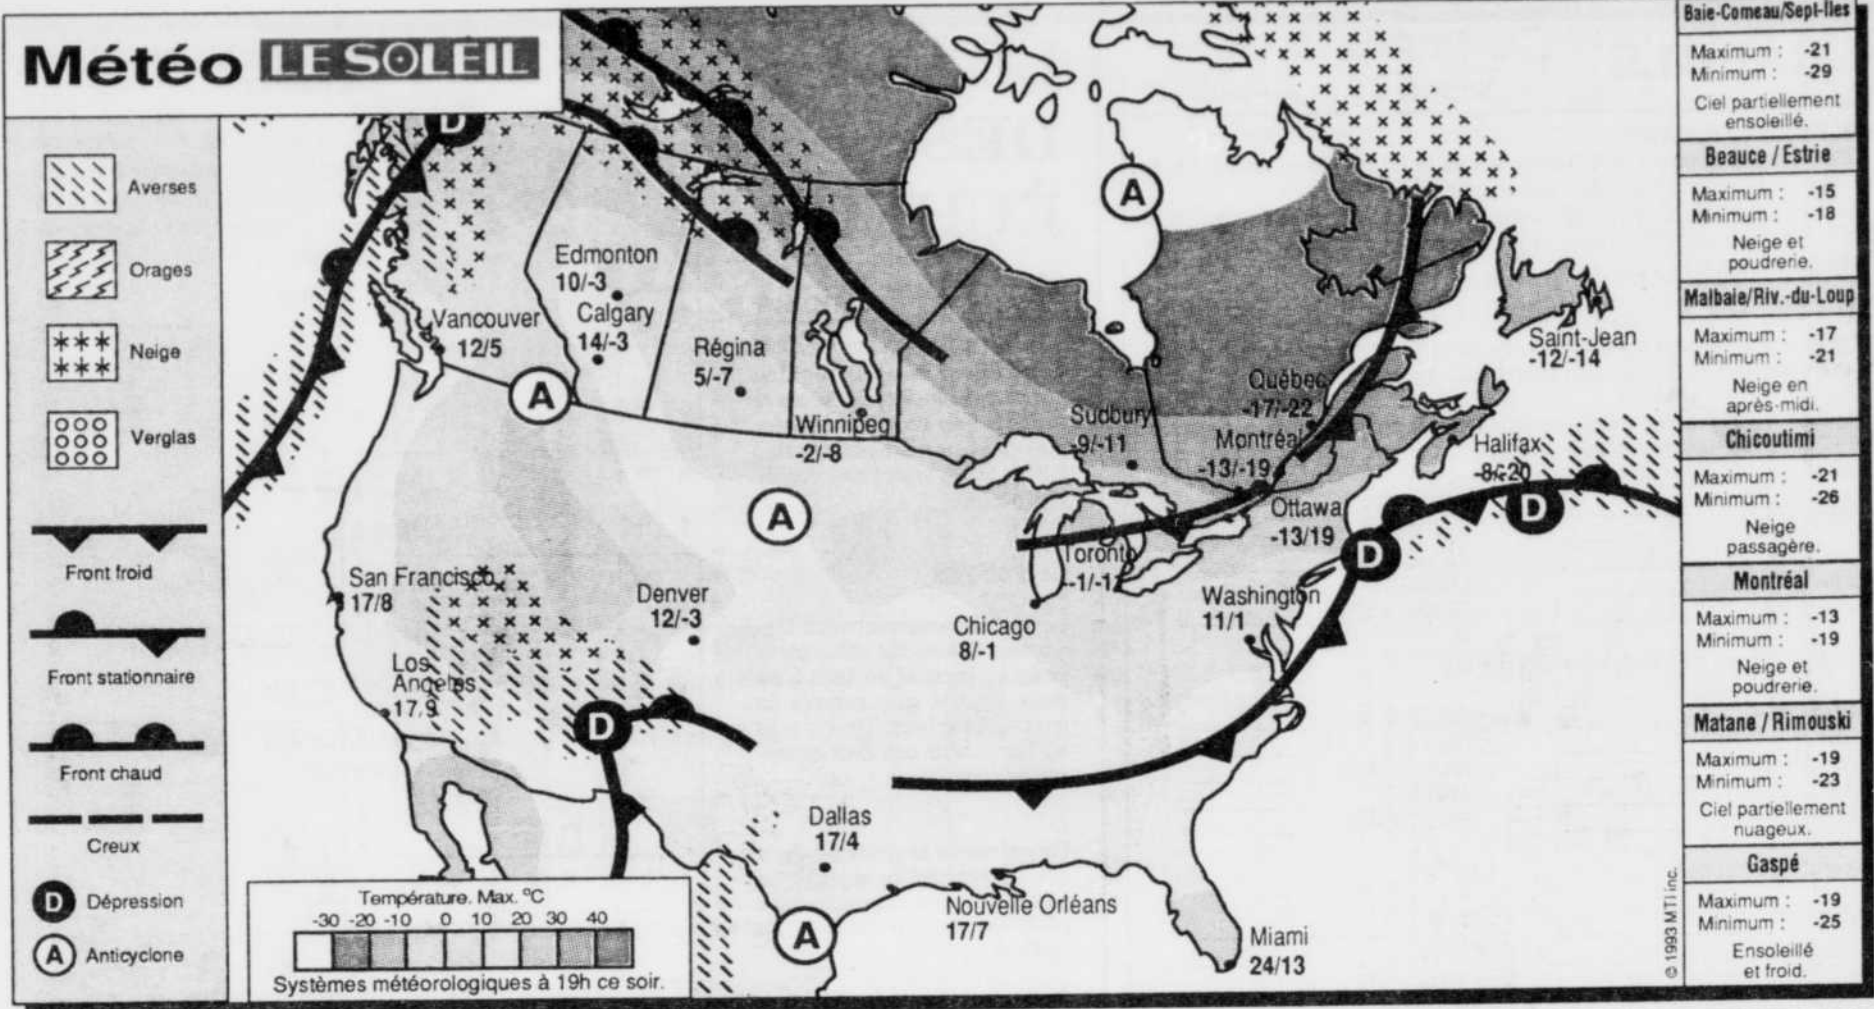 Météo LE SOLEIL
Averses
Orages
Neige
Verglas
Front froid
Front stationnaire
Front chaud
Creux
D Dépression
A Anticyclone
D
A
Edmonton
10/-3
Calgary
14/-3
Vancouver
12/5
Régina
5/-7
A
Winnipeg
-2/-8
Sudbury
-9/-11
Québec
-17/-22
Montréal
-13/-19
Saint-Jean
-12/-14
Halifax
Ottawa
-13/19
A
D
D
Toronto
San Francisco
17/8
Denver
12/-3
Chicago
8/-1
Washington
11/1
Los
Angeles
D
Dallas
17/4
A
Nouvelle Orléans
17/7
Miami
24/13
Température. Max. ºC
-30 -20 -10 0 10 20 30 40
Systèmes météorologiques à 19h ce soir.
© 1993 MTI inc.
Baie-Comeau/Sept-Iles
Maximum : -21
Minimum : -29
Ciel partiellement
ensoleillé.
Beauce / Estrie
Maximum : -15
Minimum : -18
Neige et
poudrerie.
Malbaie/Riv.-du-Loup
Maximum : -17
Minimum : -21
Neige en
après-midi.
Chicoutimi
Maximum : -21
Minimum : -26
Neige
passagère.
Montréal
Maximum : -13
Minimum : -19
Neige et
poudrerie.
Matane / Rimouski
Maximum : -19
Minimum : -23
Ciel partiellement
nuageux.
Gaspé
Maximum : -19
Minimum : -25
Ensoleillé
et froid.